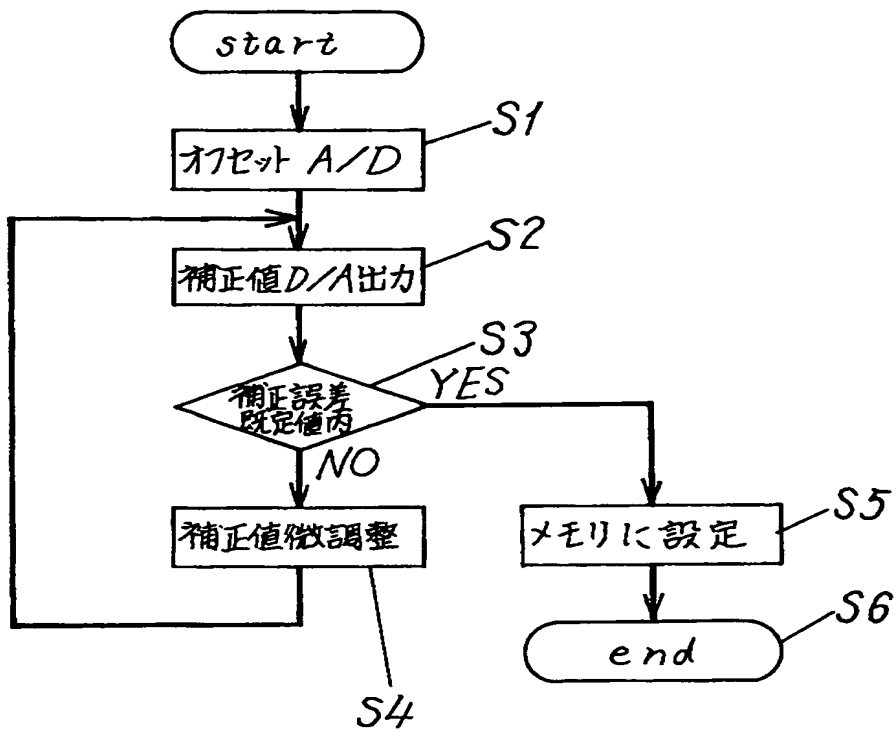 start
S1
オフセット A/D
S2
補正値D/A出力
S3
補正誤差
既定値内
YES
NO
補正値微調整
S4
メモリに設定
S5
end
S6